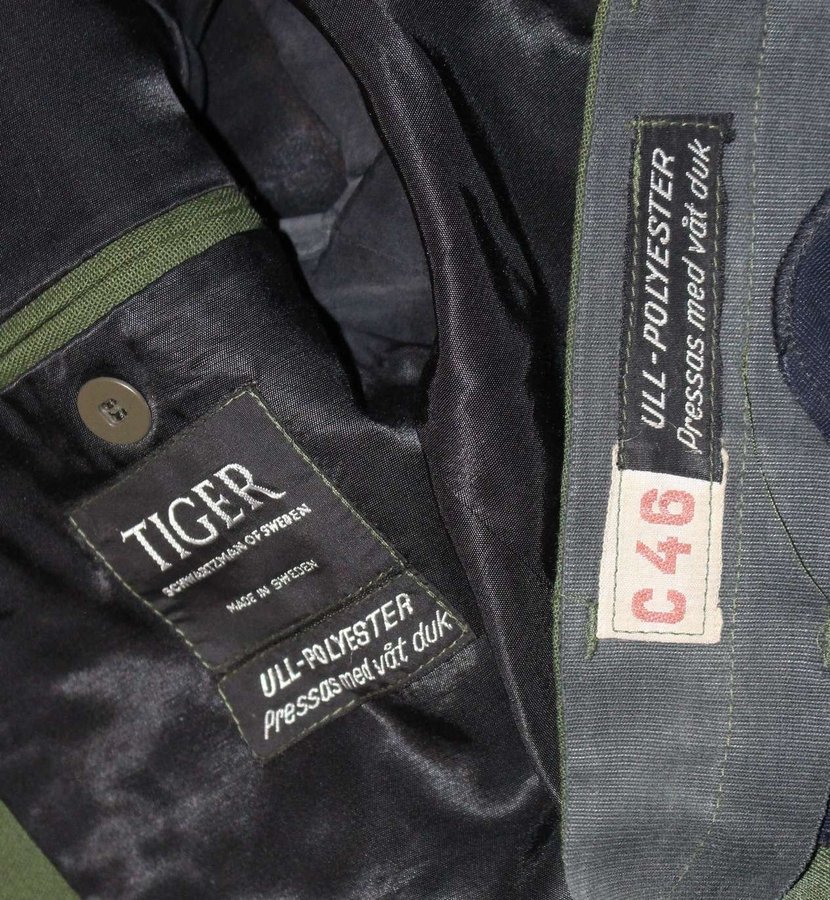 TIGER
SCHWARTZMAN OF SWEDEN
MADE IN SWEDEN
ULL-POLYESTER
Pressas med våt duk
ULL-POLYESTER
Pressas med våt duk
C 46